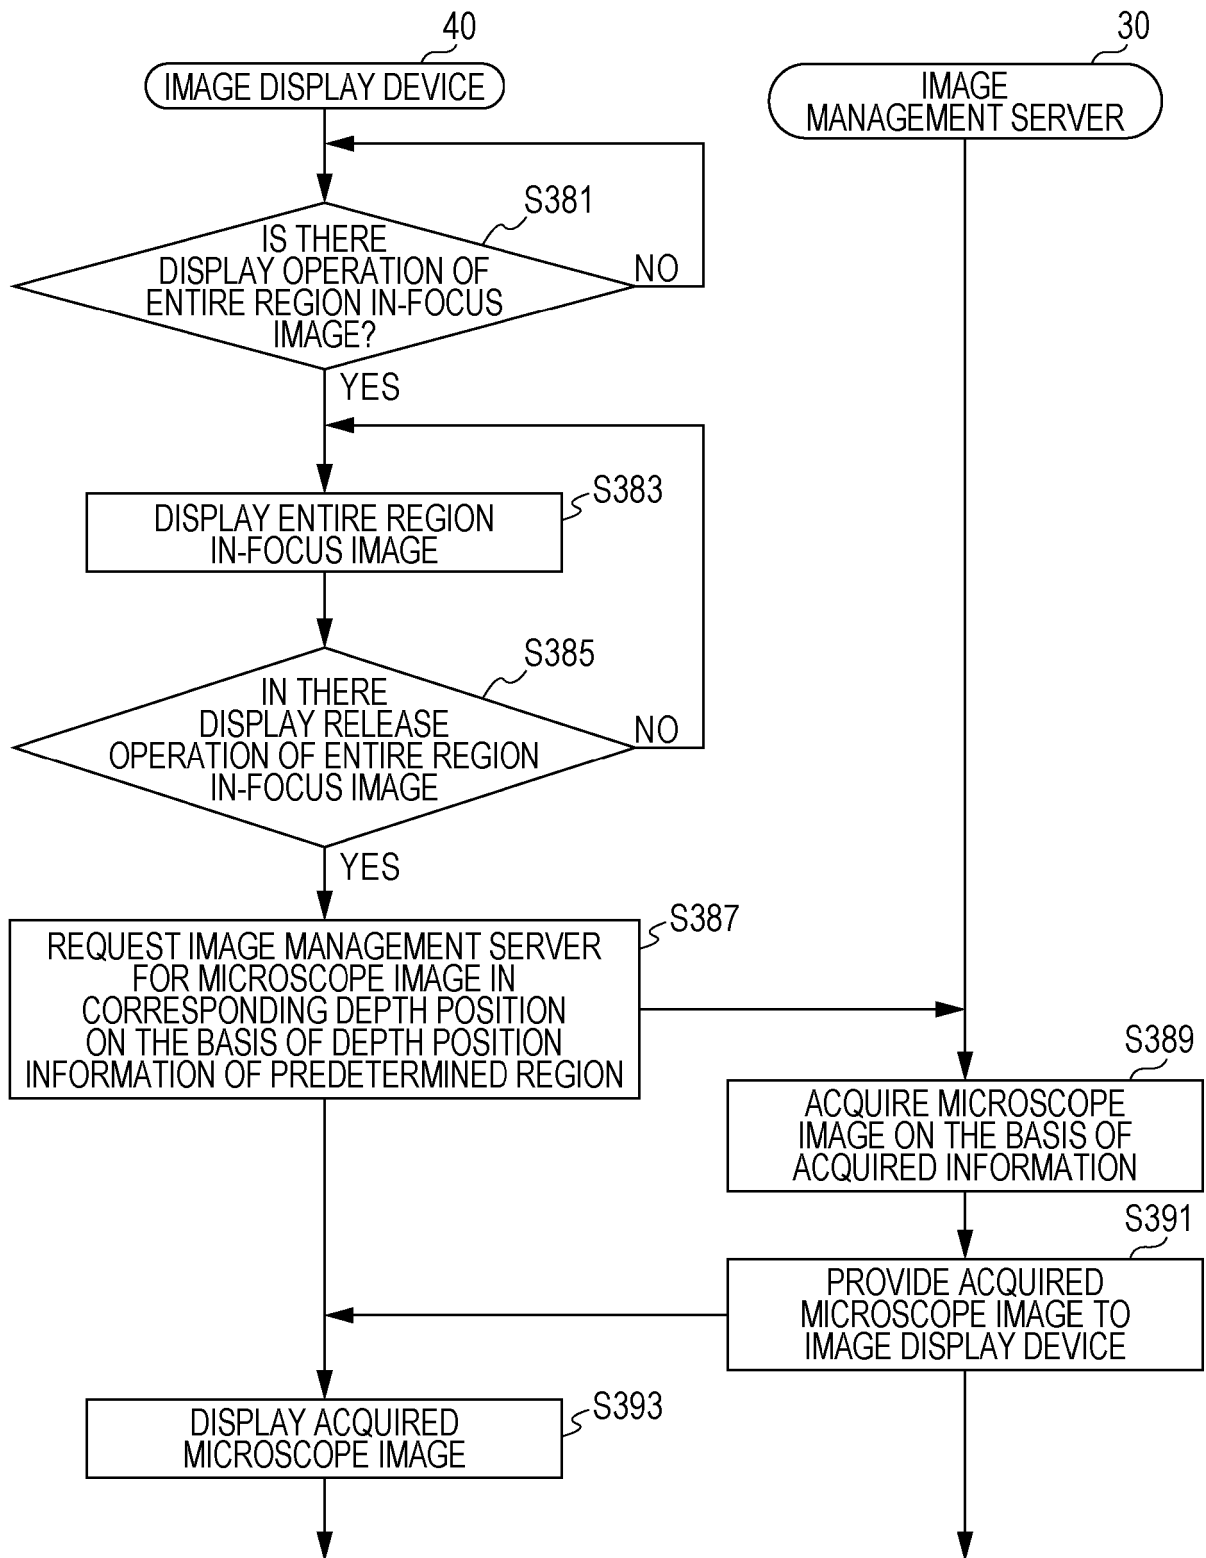 40
IMAGE DISPLAY DEVICE
30
IMAGE
MANAGEMENT SERVER
S381
IS THERE
DISPLAY OPERATION OF
ENTIRE REGION IN-FOCUS
IMAGE?
NO
YES
S383
DISPLAY ENTIRE REGION
IN-FOCUS IMAGE
S385
IN THERE
DISPLAY RELEASE
OPERATION OF ENTIRE REGION
IN-FOCUS IMAGE
NO
YES
S387
REQUEST IMAGE MANAGEMENT SERVER
FOR MICROSCOPE IMAGE IN
CORRESPONDING DEPTH POSITION
ON THE BASIS OF DEPTH POSITION
INFORMATION OF PREDETERMINED REGION
S389
ACQUIRE MICROSCOPE
IMAGE ON THE BASIS OF
ACQUIRED INFORMATION
S391
PROVIDE ACQUIRED
MICROSCOPE IMAGE TO
IMAGE DISPLAY DEVICE
S393
DISPLAY ACQUIRED
MICROSCOPE IMAGE